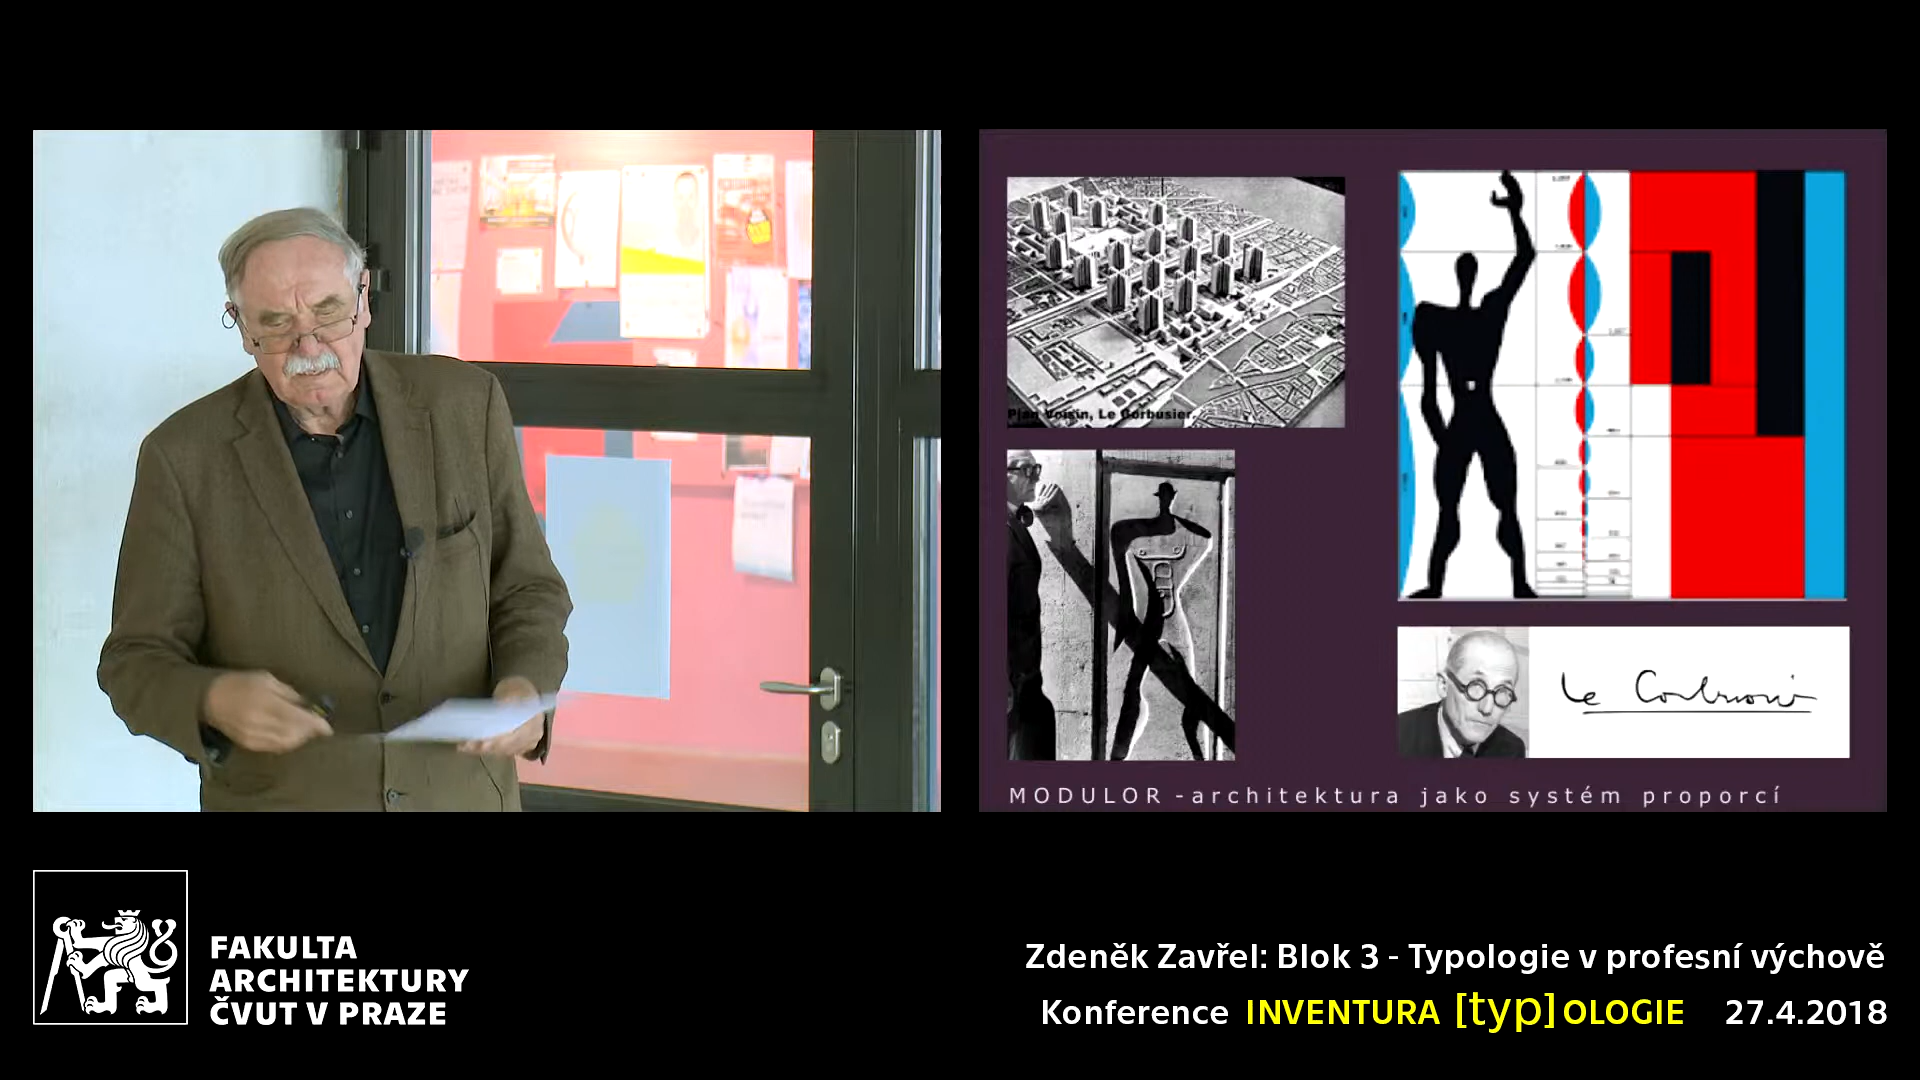 Plan Voisin, Le Corbusier.
Le Corbusier
MODULOR - architektura jako systém proporcí
FAKULTA
ARCHITEKTURY
ČVUT V PRAZE
Zdeněk Zavřel: Blok 3 - Typologie v profesní výchově
Konference INVENTURA [typ]OLOGIE 27.4.2018